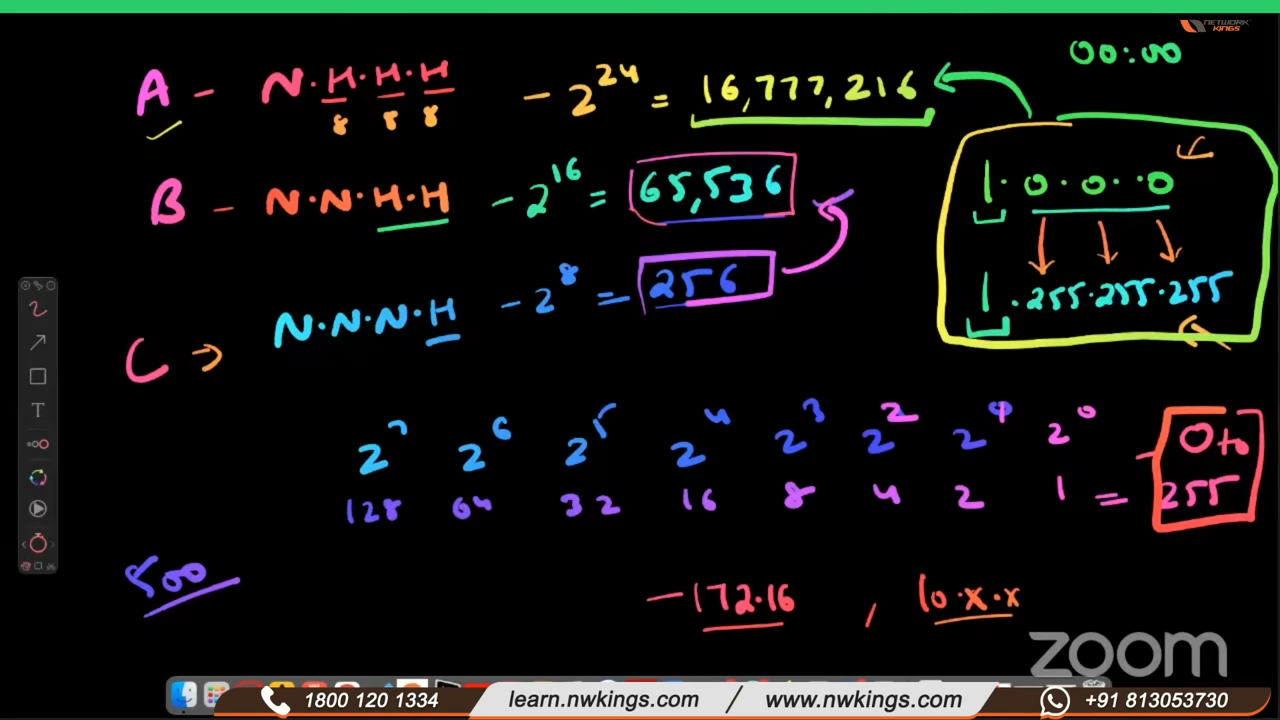 NETWORK KINGS
00:00
A - N.H.H.H - 2^24 = 16,777,216
8 8 8
B - N.N.H.H - 2^16 = 65,536
1.0.0..0
1.255.255.255
C → N.N.N.H - 2^8 = 256
2^7 2^6 2^5 2^4 2^3 2^2 2^1 2^0
128 64 32 16 8 4 2 1 = 0 to 255
500
-172.16 , 10.x.x
T
zoom
1800 120 1334 learn.nwkings.com / www.nwkings.com +91 813053730